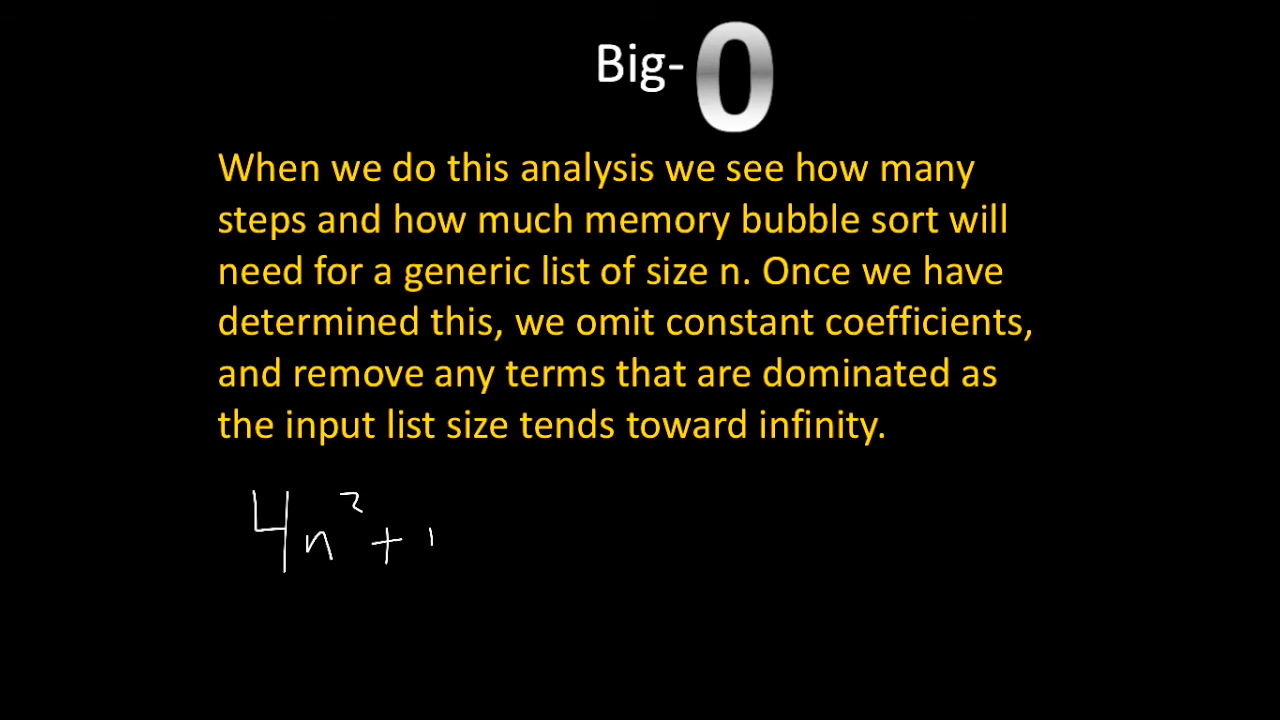 Big-O
When we do this analysis we see how many
steps and how much memory bubble sort will
need for a generic list of size n. Once we have
determined this, we omit constant coefficients,
and remove any terms that are dominated as
the input list size tends toward infinity.
4n² +